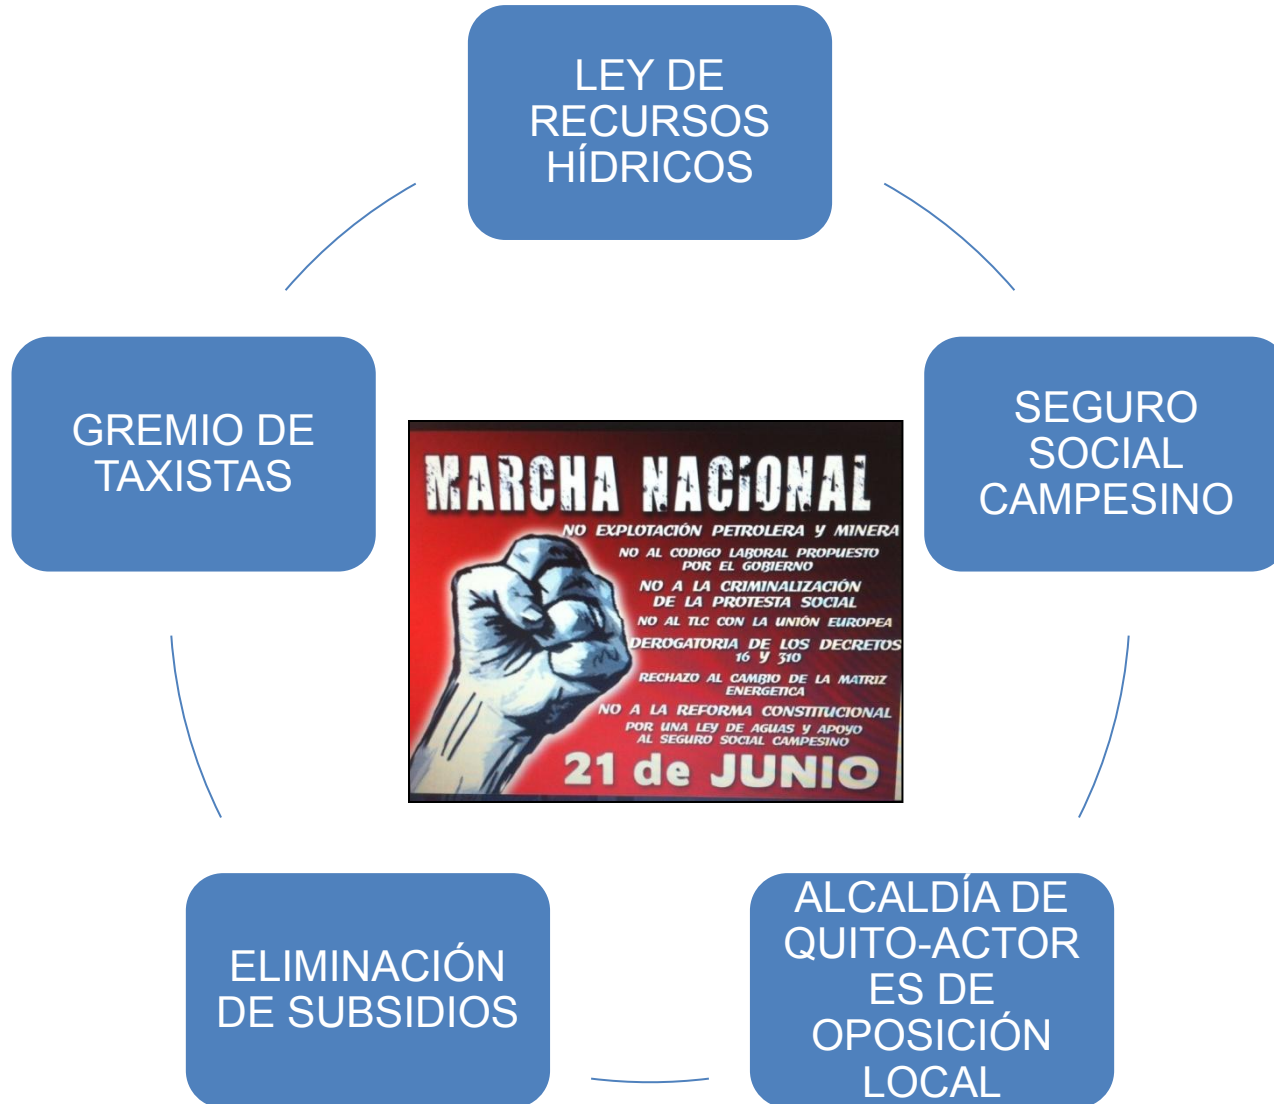 LEY DE
RECURSOS
HÍDRICOS
GREMIO DE
TAXISTAS
SEGURO
SOCIAL
CAMPESINO
MARCHA NACiONAL
NO EXPLOTACIÓN PETROLERA Y MINERA
NO AL CODIGO LABORAL PROPUESTO
POR EL GOBIERNO
NO A LA CRIMINALIZACIÓN
DE LA PROTESTA SOCIAL
NO AL TLC CON LA UNIÓN EUROPEA
DEROGATORIA DE LOS DECRETOS
16 Y 310
RECHAZO AL CAMBIO DE LA MATRIZ
ENERGETICA
NO A LA REFORMA CONSTITUCIONAL
POR UNA LEY DE AGUAS Y APOYO
AL SEGURO SOCIAL CAMPESINO
21 de JUNIO
ELIMINACIÓN
DE SUBSIDIOS
ALCALDÍA DE
QUITO-ACTOR
ES DE
OPOSICIÓN
LOCAL